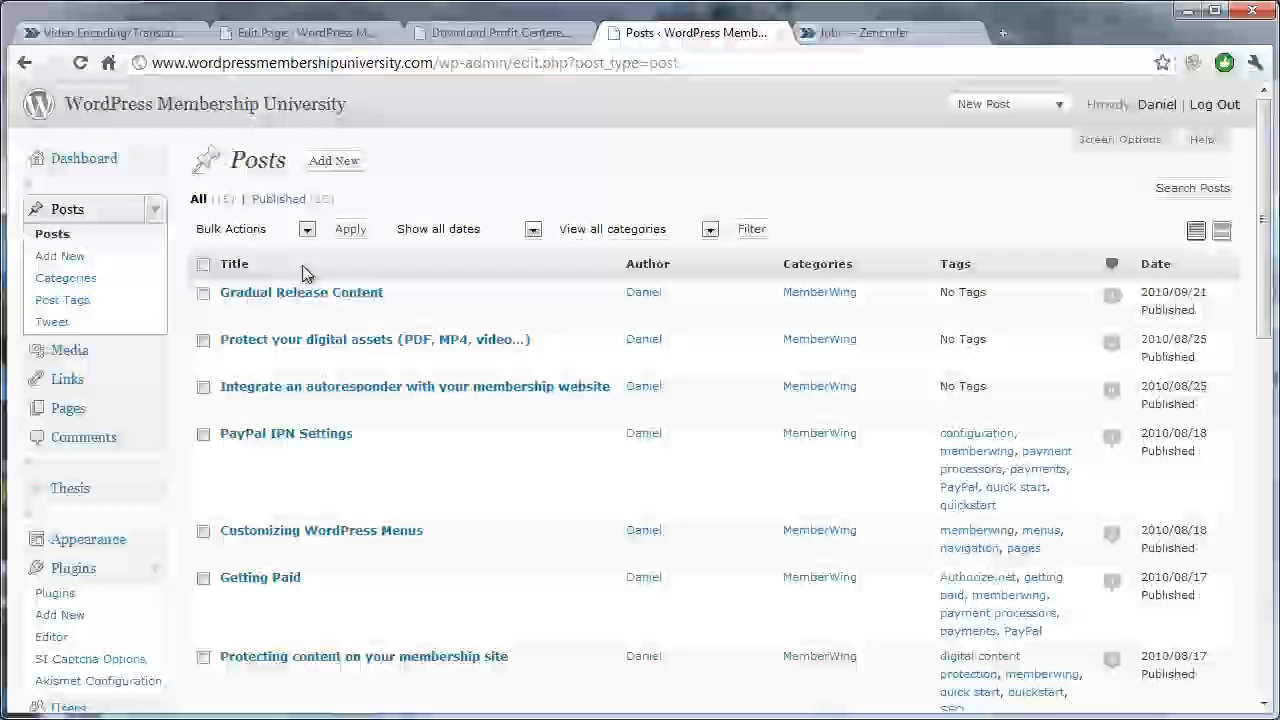 Video Encoding/Transco... Edit Page ‹ WordPress M... Download Profit Centere... Posts ‹ WordPress Memb... Jobs — Zencoder
www.wordpressmembershipuniversity.com/wp-admin/edit.php?post_type=post
WordPress Membership University New Post Howdy, Daniel | Log Out
Screen Options Help
Dashboard
Posts Add New
Search Posts
All | Published
Posts
Bulk Actions Apply Show all dates View all categories Filter
Posts
Add New
Categories
Post Tags
Tweet
Media
Links
Pages
Comments
Thesis
Appearance
Plugins
Plugins
Add New
Editor
SI Captcha Options
Akismet Configuration
Users
Title Author Categories Tags Date
Gradual Release Content Daniel MemberWing No Tags 2010/09/21
Published
Protect your digital assets (PDF, MP4, video...) Daniel MemberWing No Tags 2010/08/25
Published
Integrate an autoresponder with your membership website Daniel MemberWing No Tags 2010/08/25
Published
PayPal IPN Settings Daniel MemberWing configuration, 2010/08/18
memberwing, payment Published
processors, payments,
PayPal, quick start,
quickstart
Customizing WordPress Menus Daniel MemberWing memberwing, menus, 2010/08/18
navigation, pages Published
Getting Paid Daniel MemberWing Authorize.net, getting 2010/08/17
paid, memberwing, Published
payment processors,
payments, PayPal
Protecting content on your membership site Daniel MemberWing digital content 2010/08/17
protection, memberwing, Published
quick start, quickstart,
SEO